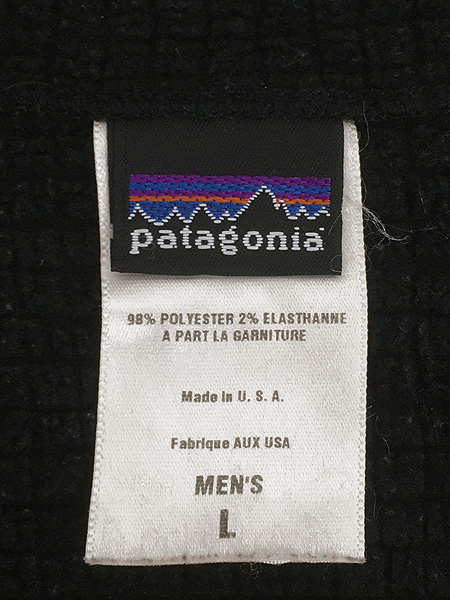 patagonia
98% POLYESTER 2% ELASTHANNE
A PART LA GARNITURE
Made in U. S. A.
Fabrique AUX USA
MEN'S
L